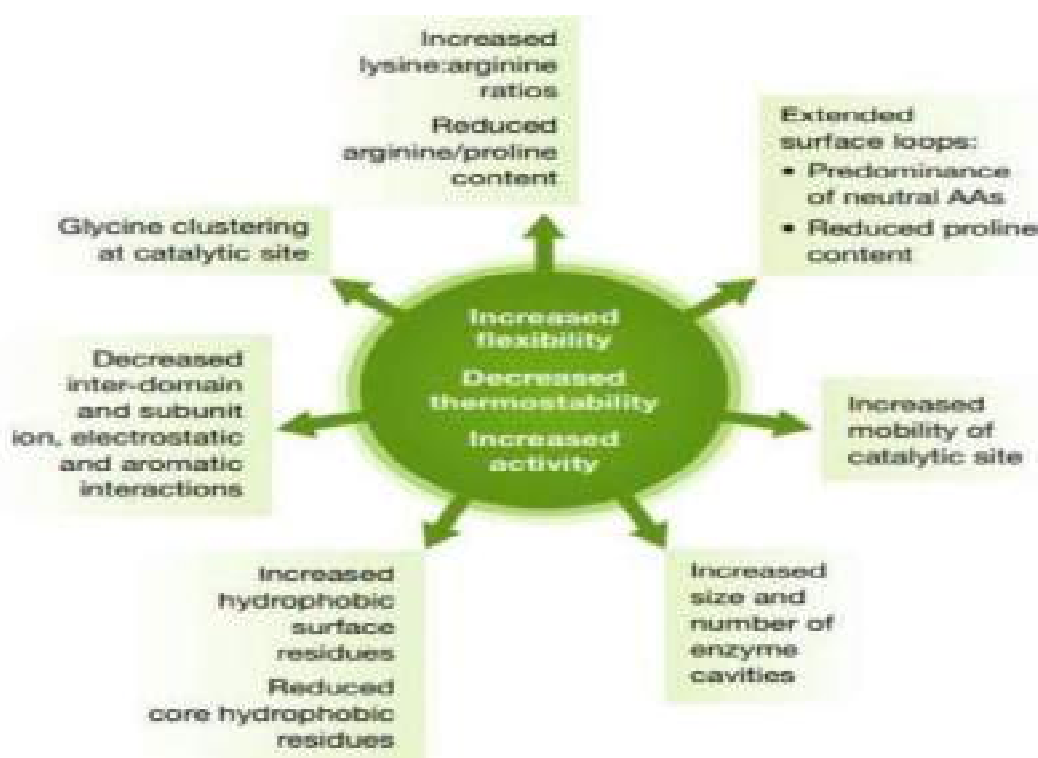 Increased
lysine:arginine
ratios
Reduced
arginine/proline
content
Extended
surface loops:
• Predominance
of neutral AAs
• Reduced proline
content
Glycine clustering
at catalytic site
Increased
flexibility
Decreased
thermostability
Increased
activity
Decreased
inter-domain
and subunit
ion, electrostatic
and aromatic
interactions
Increased
mobility of
catalytic site
Increased
hydrophobic
surface
residues
Reduced
core hydrophobic
residues
Increased
size and
number of
enzyme
cavities